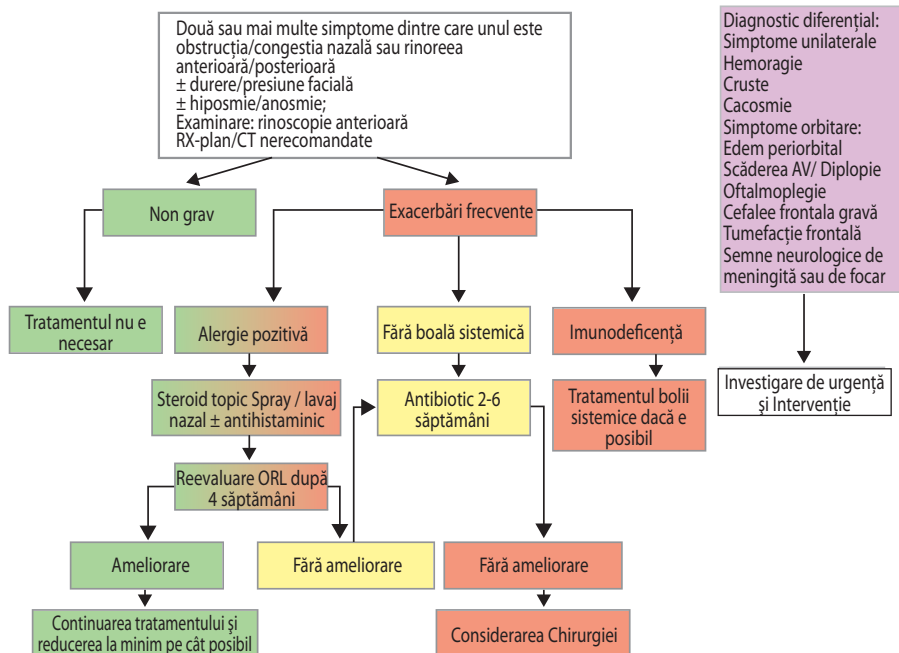 Două sau mai multe simptome dintre care unul este
obstrucția/congestia nazală sau rinoreea
anterioară/posterioară
± durere/presiune facială
± hiposmie/anosmie;
Examinare: rinoscopie anterioară
RX-plan/CT nerecomandate
Diagnostic diferențial:
Simptome unilaterale
Hemoragie
Cruste
Cacosmie
Simptome orbitare:
Edem periorbital
Scăderea AV/ Diplopie
Oftalmoplegie
Cefalee frontala gravă
Tumefacție frontală
Semne neurologice de
meningită sau de focar
Non grav
Exacerbări frecvente
Tratamentul nu e
necesar
Alergie pozitivă
Fără boală sistemică
Imunodeficență
Investigare de urgență
și Intervenție
Steroid topic Spray / lavaj
nazal ± antihistaminic
Antibiotic 2-6
săptămâni
Tratamentul bolii
sistemice dacă e
posibil
Reevaluare ORL după
4 săptămâni
Ameliorare
Fără ameliorare
Fără ameliorare
Continuarea tratamentului și
reducerea la minim pe cât posibil
Considerarea Chirurgiei